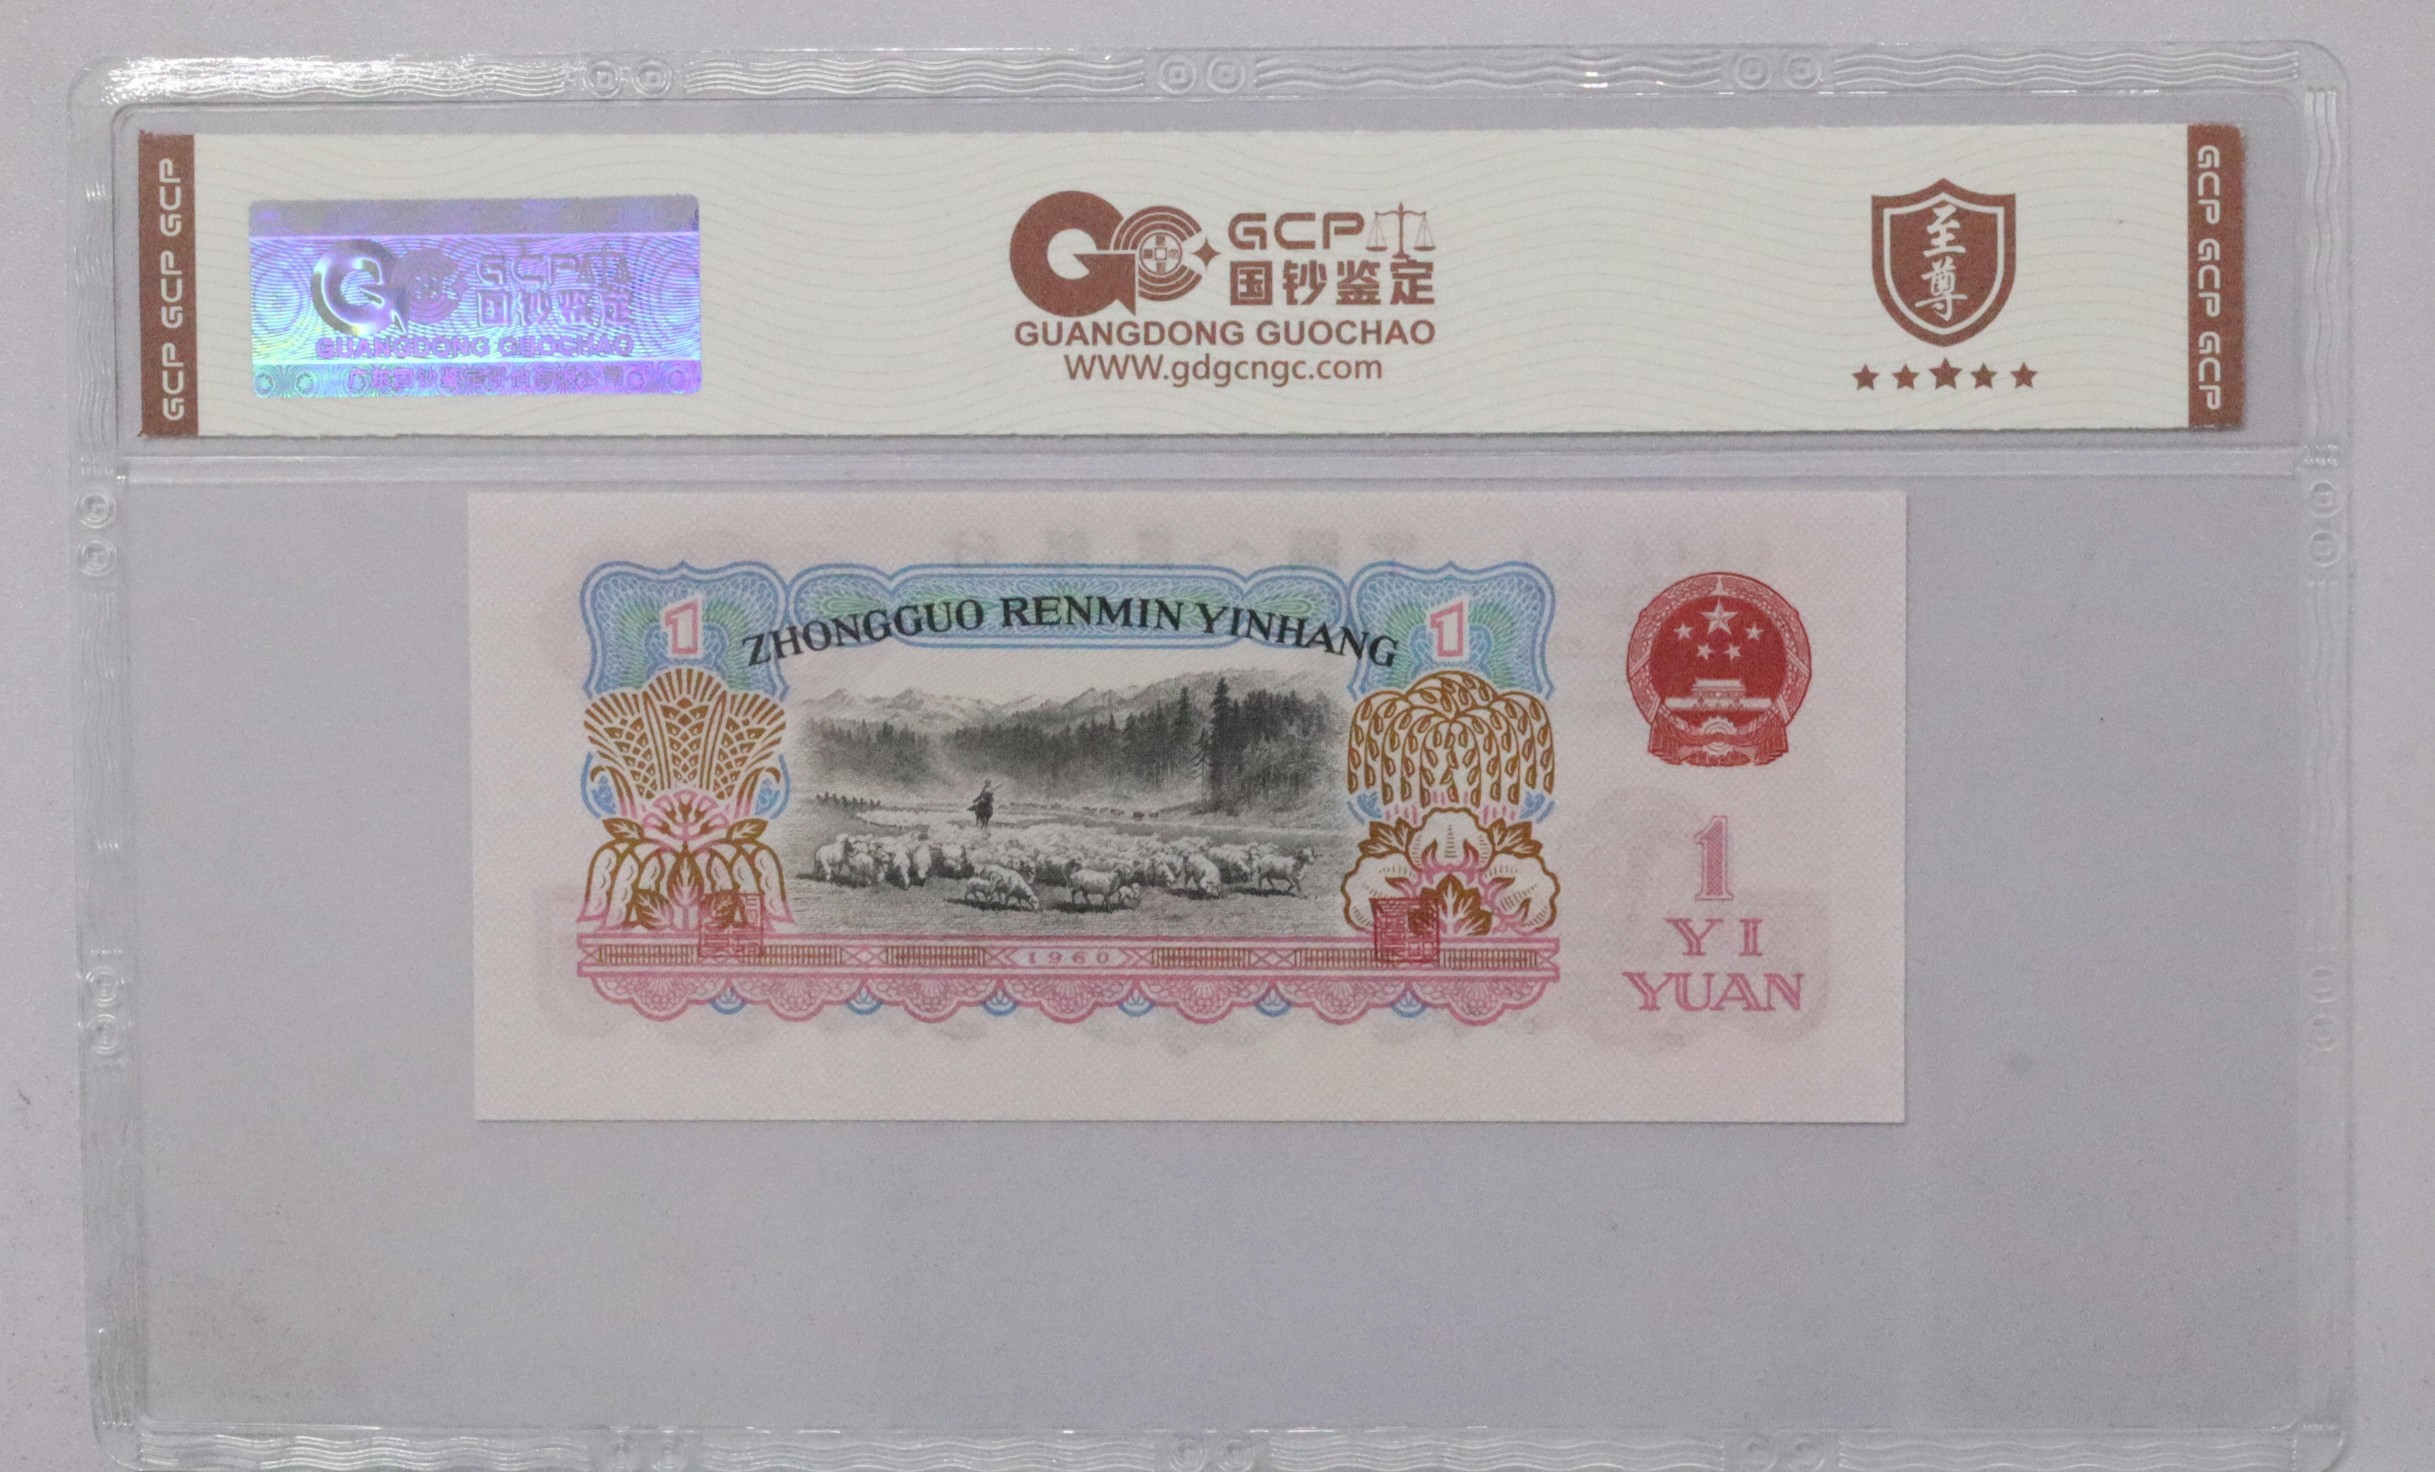 GCP GCP GCP
GCP
国钞鉴定
GUANGDONG GUOCHAO
GCP
国钞鉴定
GUANGDONG GUOCHAO
WWW.gdgcngc.com
至尊
GCP GCP GCP
1
ZHONGGUO RENMIN YINHANG
1
1960
1
YI
YUAN